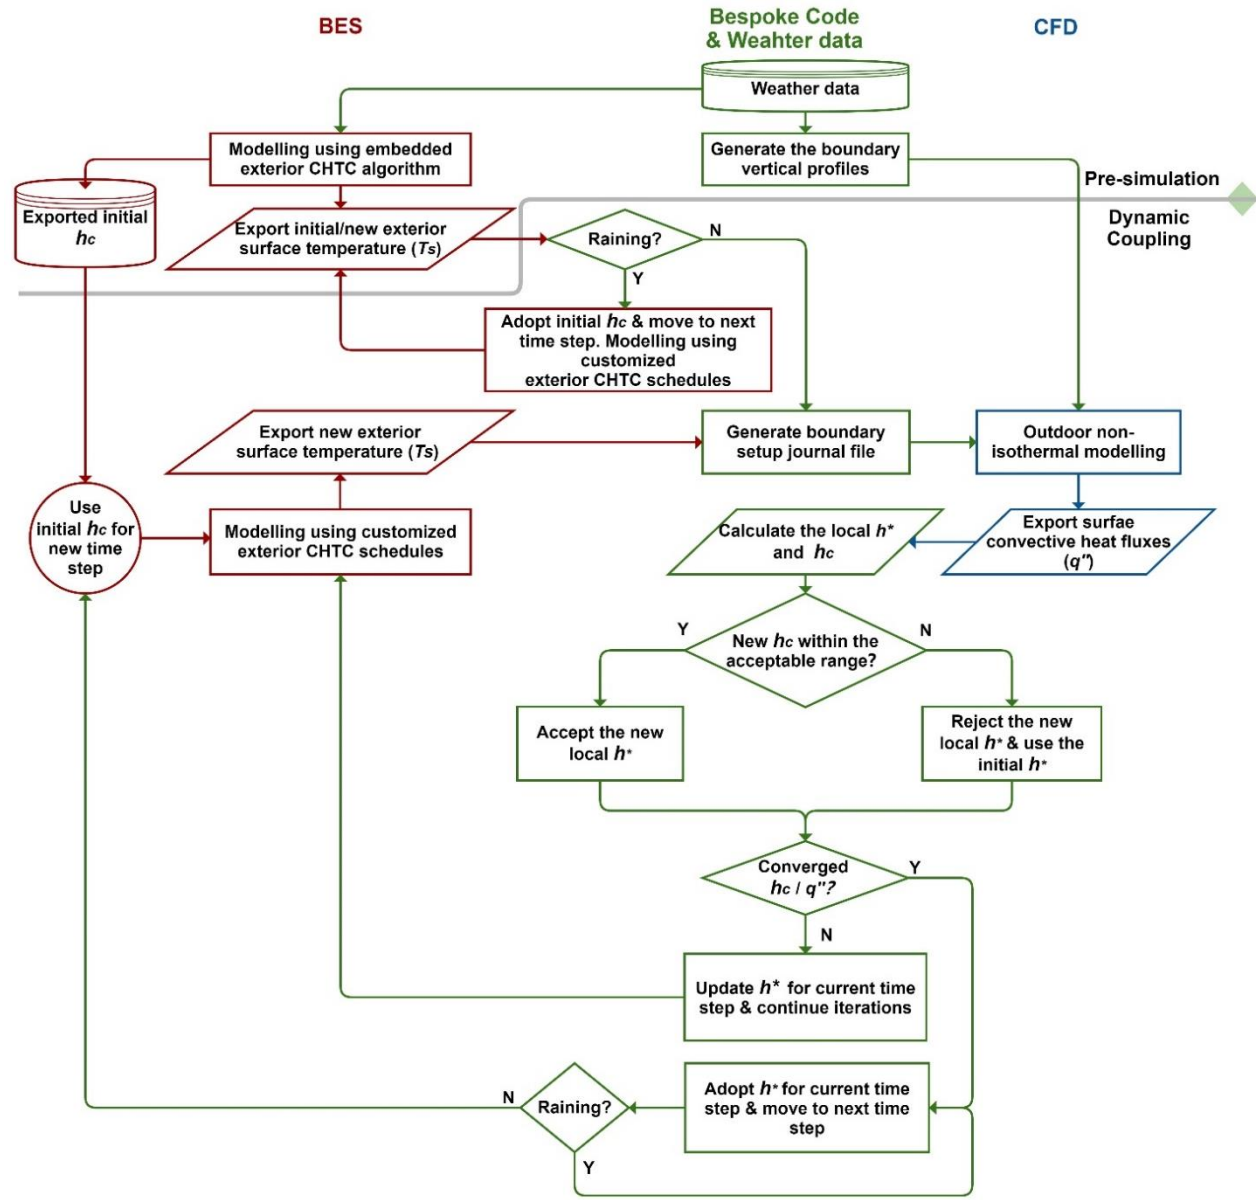 BES
Bespoke Code
& Weahter data
CFD
Weather data
Modelling using embedded
exterior CHTC algorithm
Generate the boundary
vertical profiles
Pre-simulation
Exported initial
hc
Export initial/new exterior
surface temperature (Ts)
Raining?
N
Dynamic
Coupling
Y
Adopt initial hc & move to next
time step. Modelling using
customized
exterior CHTC schedules
Export new exterior
surface temperature (Ts)
Generate boundary
setup journal file
Outdoor non-
isothermal modelling
Use
initial hc for
new time
step
Modelling using customized
exterior CHTC schedules
Calculate the local h*
and hc
Export surfae
convective heat fluxes
(q")
Y
New hc within the
acceptable range?
N
Accept the new
local h*
Reject the new
local h* & use the
initial h*
Converged
hc / q"?
Y
N
Update h* for current time
step & continue iterations
N
Raining?
Adopt h* for current time
step & move to next time
step
Y